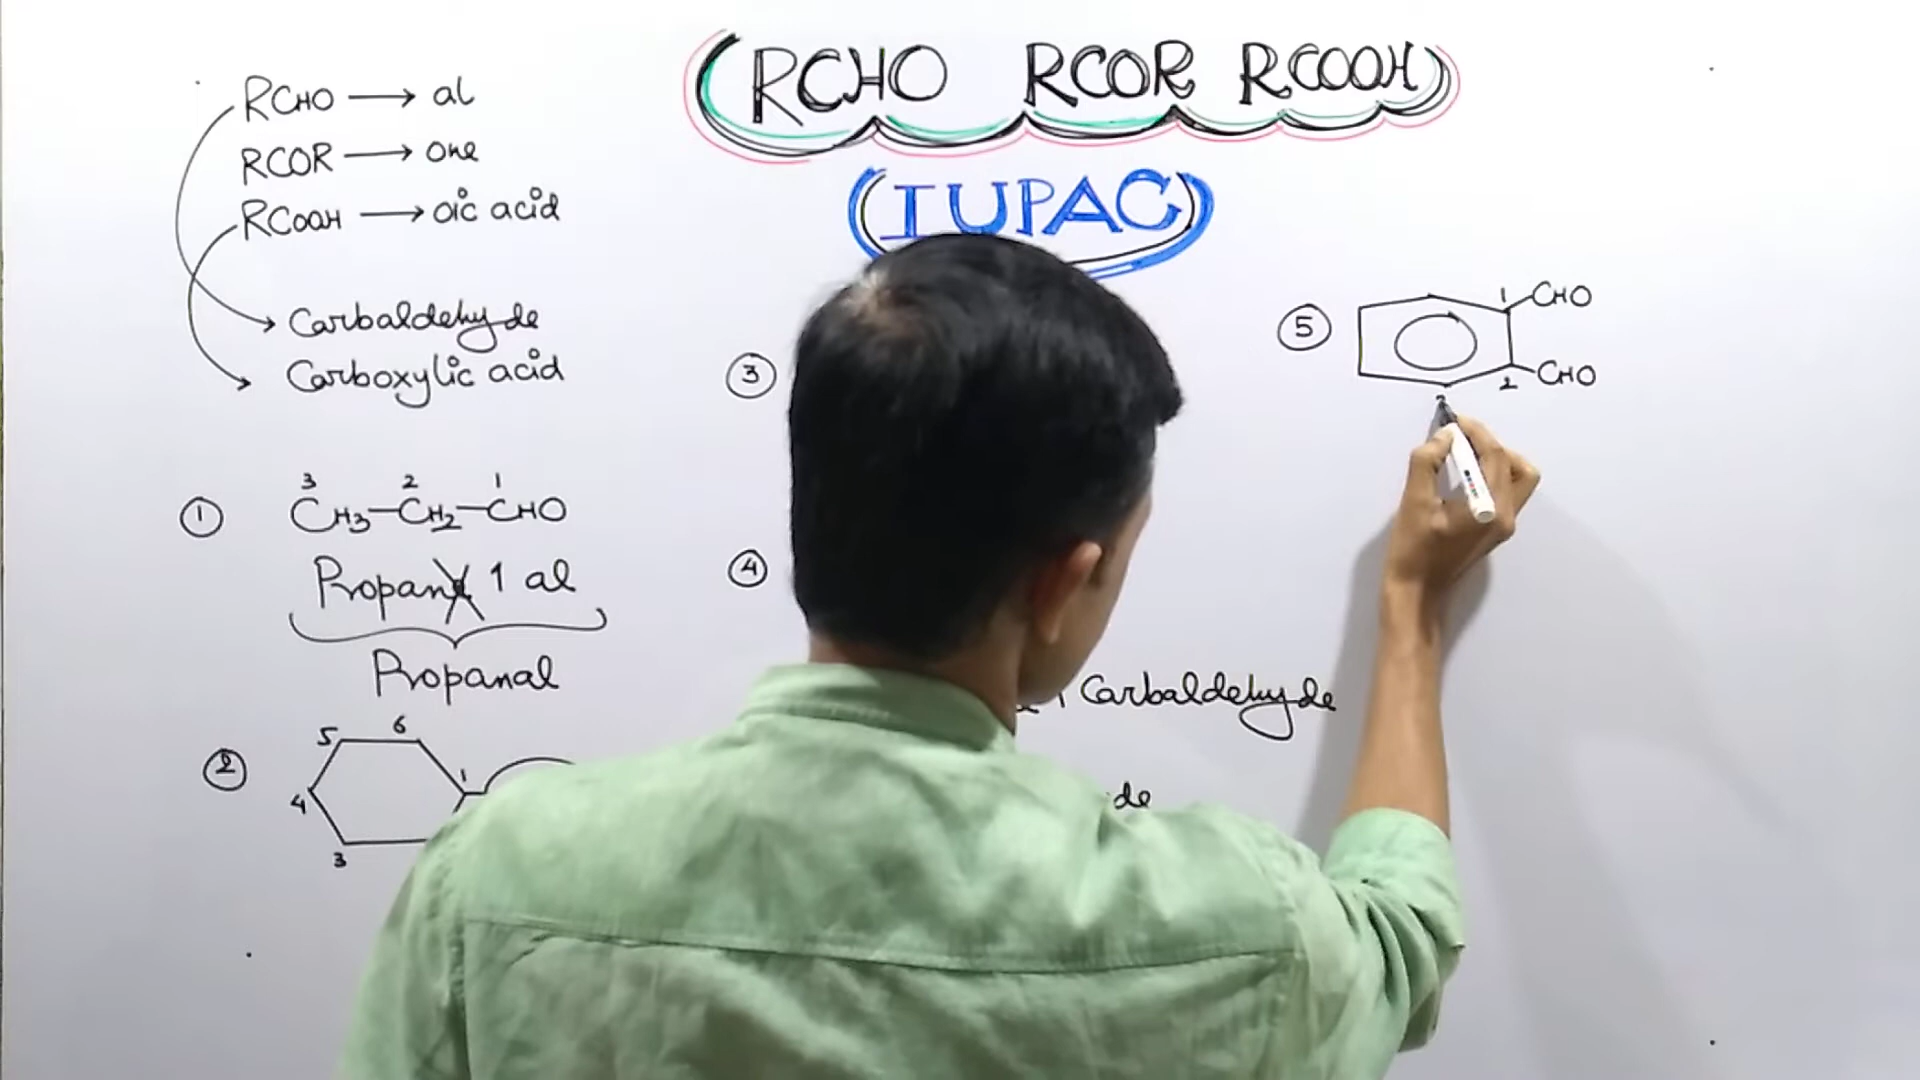 RCHO RCOR RCOOH
(IUPAC)
RCHO → al
RCOR → one
RCOOH → oic acid
Carbaldehyde
Carboxylic acid
1
3 2 1
CH3-CH2-CHO
Propane 1 al
Propanal
2
5 6 1
4
3
3
4
1 Carbaldehyde
de
5
1 CHO
2 CHO